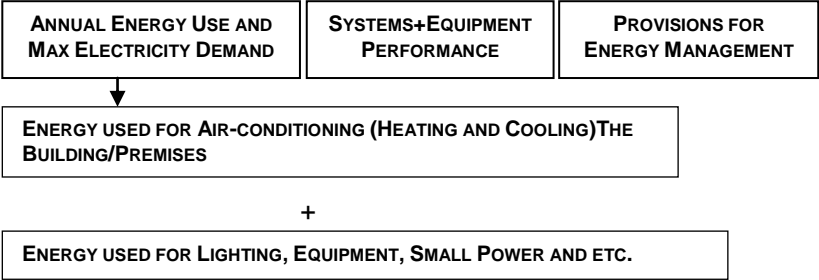 ANNUAL ENERGY USE AND
MAX ELECTRICITY DEMAND
SYSTEMS+EQUIPMENT
PERFORMANCE
PROVISIONS FOR
ENERGY MANAGEMENT
ENERGY USED FOR AIR-CONDITIONING (HEATING AND COOLING)THE
BUILDING/PREMISES
+
ENERGY USED FOR LIGHTING, EQUIPMENT, SMALL POWER AND ETC.